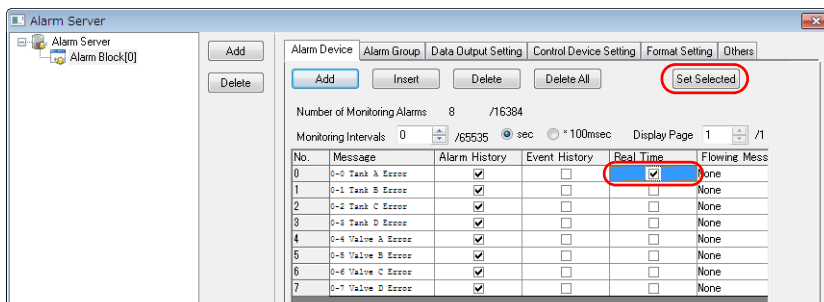 Alarm Server
Alarm Server
Alarm Block[0]
Add
Delete
Alarm Device Alarm Group Data Output Setting Control Device Setting Format Setting Others
Add Insert Delete Delete All Set Selected
Number of Monitoring Alarms 8 /16384
Monitoring Intervals 0 /65535 sec * 100msec Display Page 1 /1
No. Message Alarm History Event History Real Time Flowing Mess
0 0-0 Tank A Error None
1 0-1 Tank B Error None
2 0-2 Tank C Error None
3 0-3 Tank D Error None
4 0-4 Valve A Error None
5 0-5 Valve B Error None
6 0-6 Valve C Error None
7 0-7 Valve D Error None